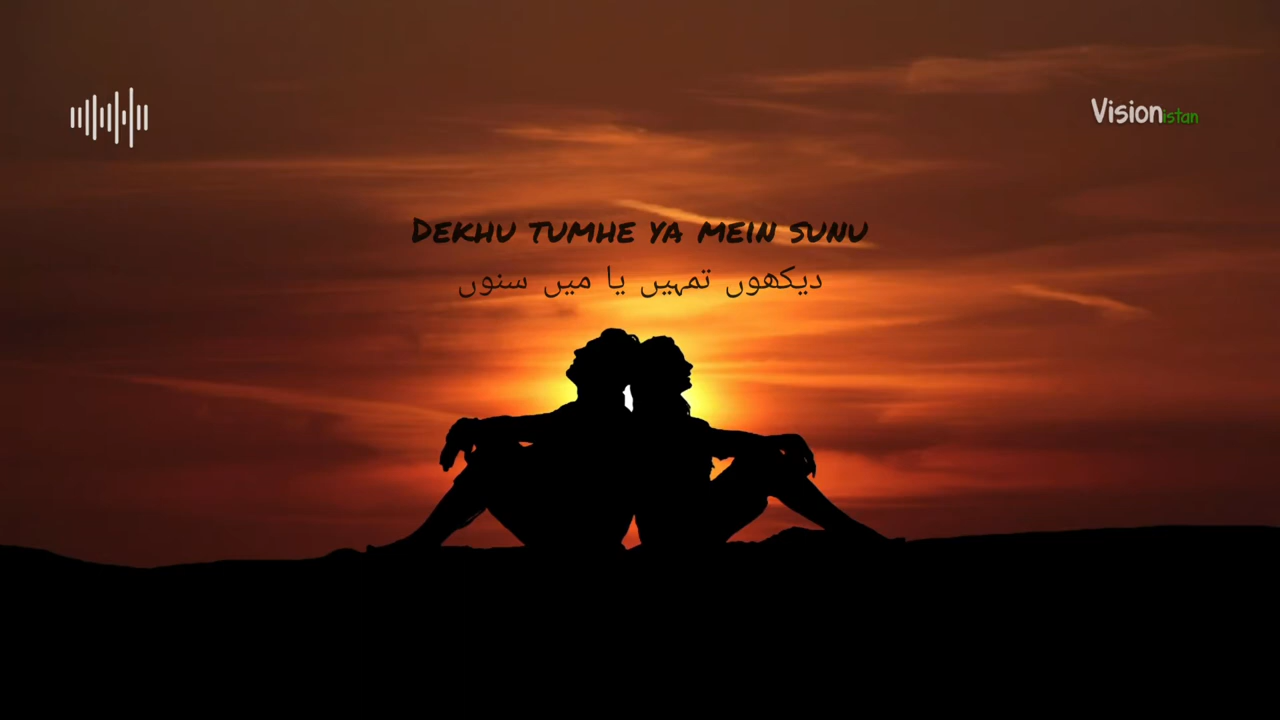 Visionistan
DEKHU TUMHE YA MEIN SUNU
دیکھوں تمہیں یا میں سنوں